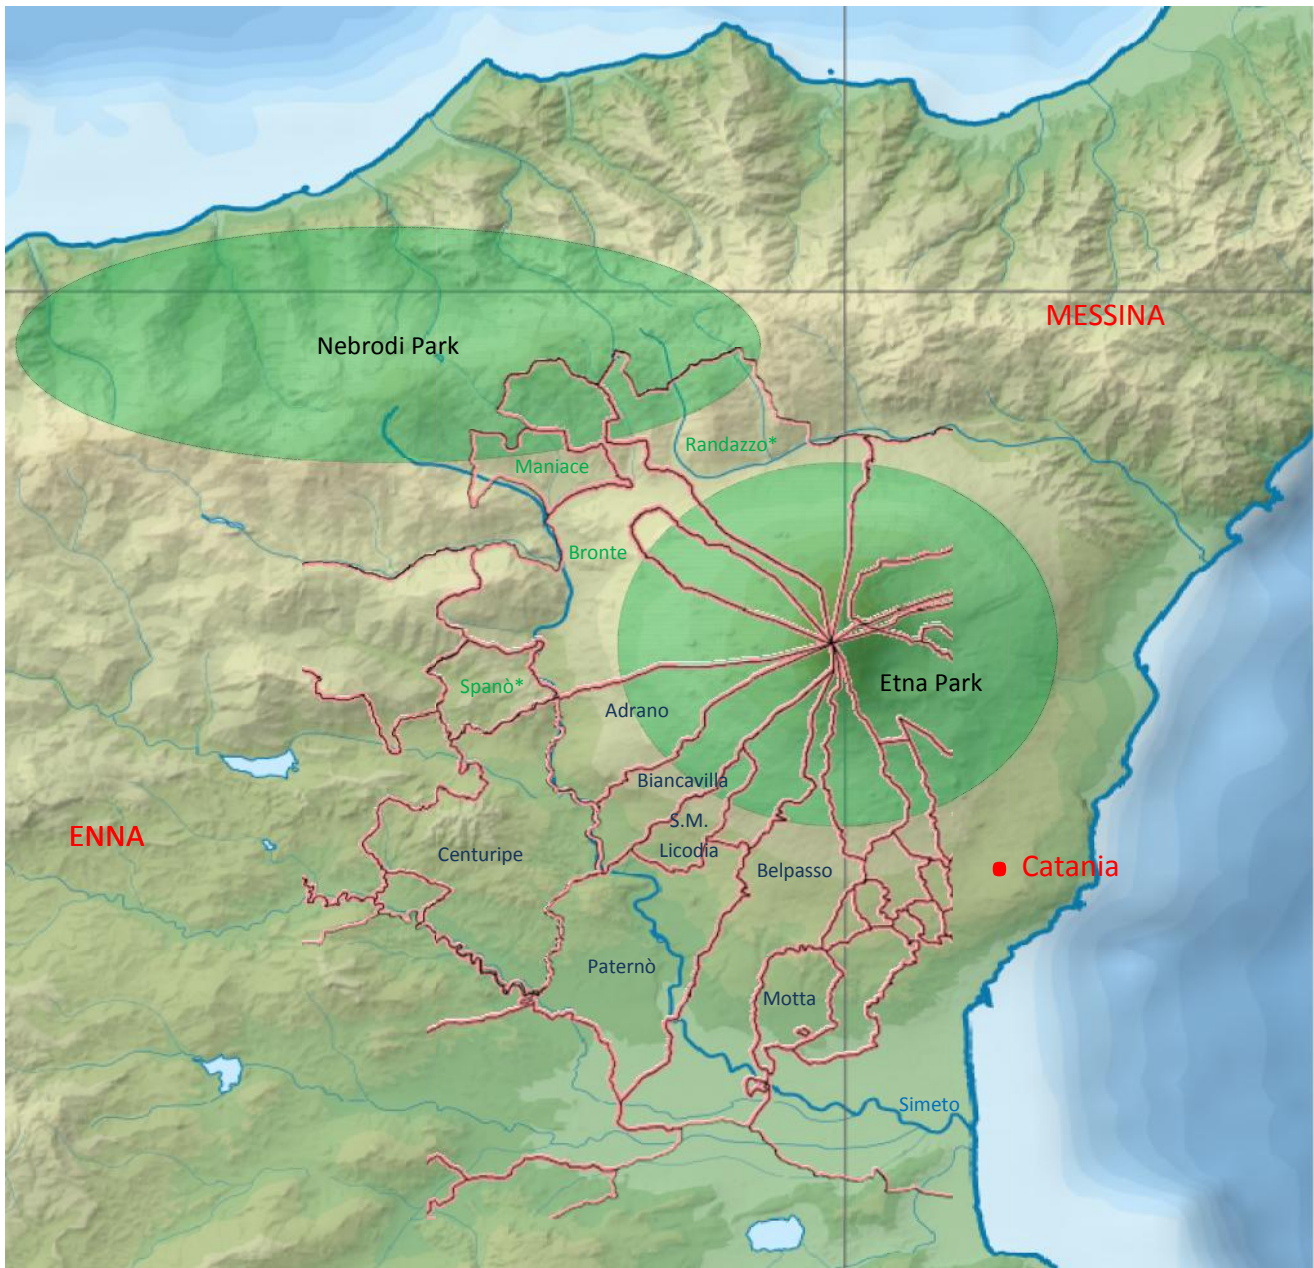 MESSINA
Nebrodi Park
Randazzo*
Maniace
Bronte
Etna Park
Spanò*
Adrano
Biancavilla
S.M.
Licodia
ENNA
Centuripe
Belpasso
Catania
Paternò
Motta
Simeto